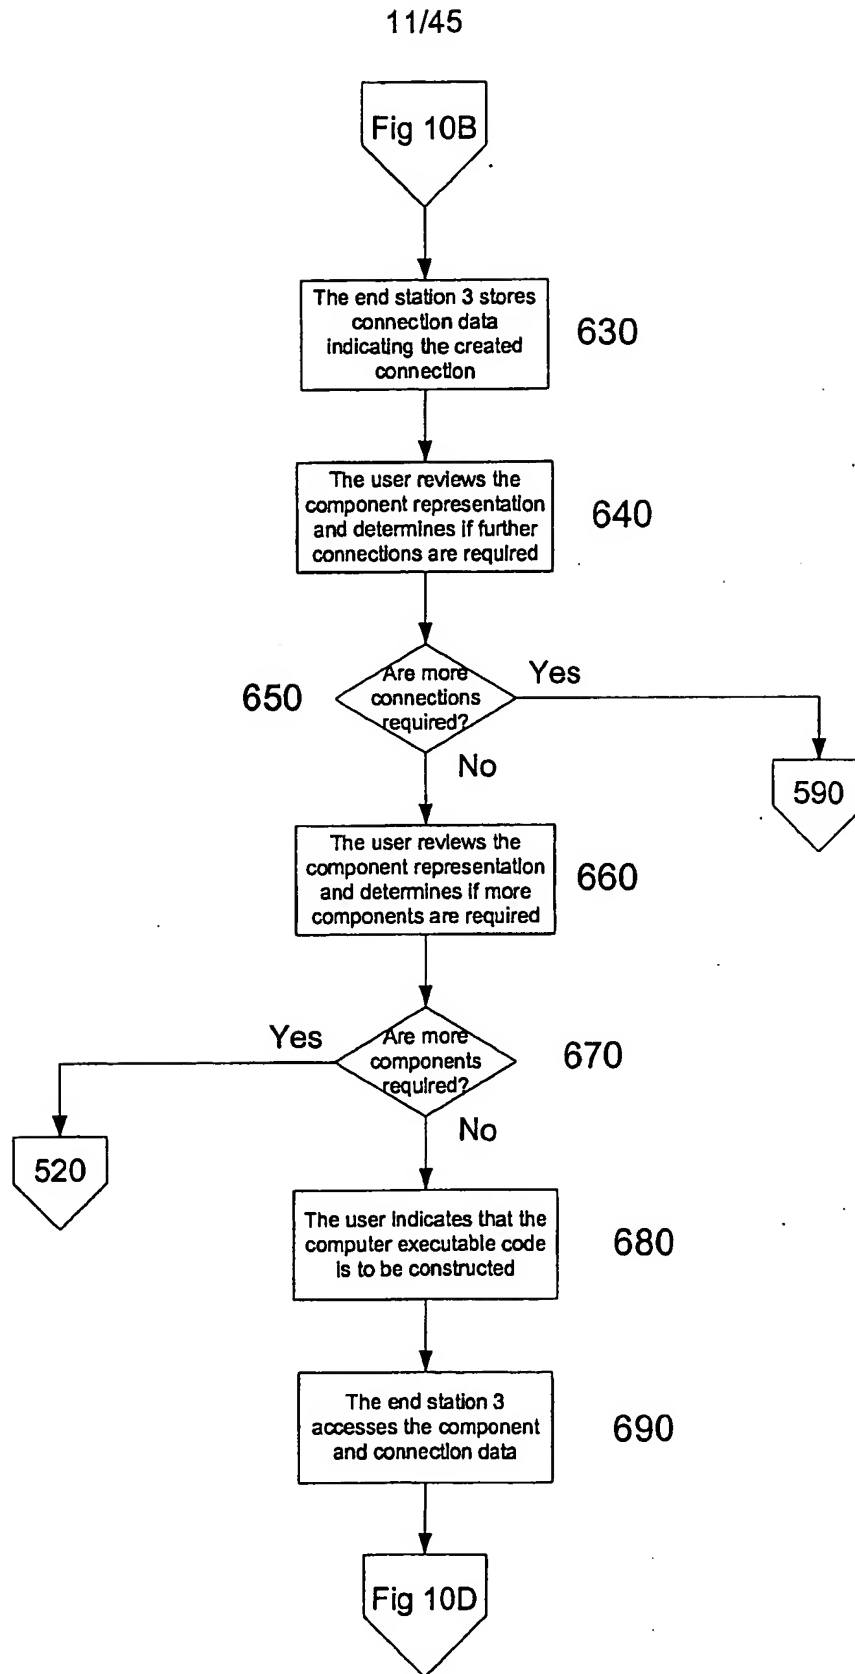 11/45
Fig 10B
The end station 3 stores
connection data
indicating the created
connection
630
The user reviews the
component representation
and determines if further
connections are required
640
650
Are more
connections
required?
Yes
No
590
The user reviews the
component representation
and determines if more
components are required
660
Yes
Are more
components
required?
670
No
520
The user indicates that the
computer executable code
is to be constructed
680
The end station 3
accesses the component
and connection data
690
Fig 10D